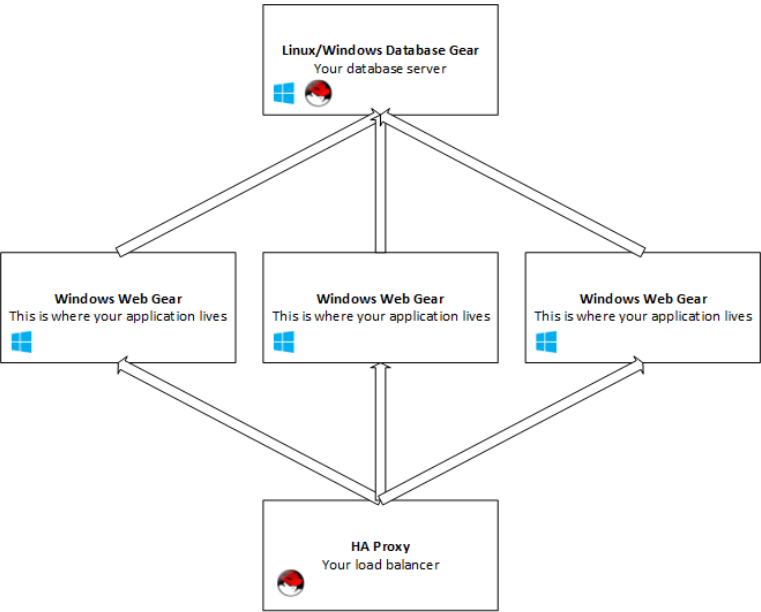 Linux/Windows Database Gear
Your database server
Windows Web Gear
This is where your application lives
Windows Web Gear
This is where your application lives
Windows Web Gear
This is where your application lives
HA Proxy
Your load balancer